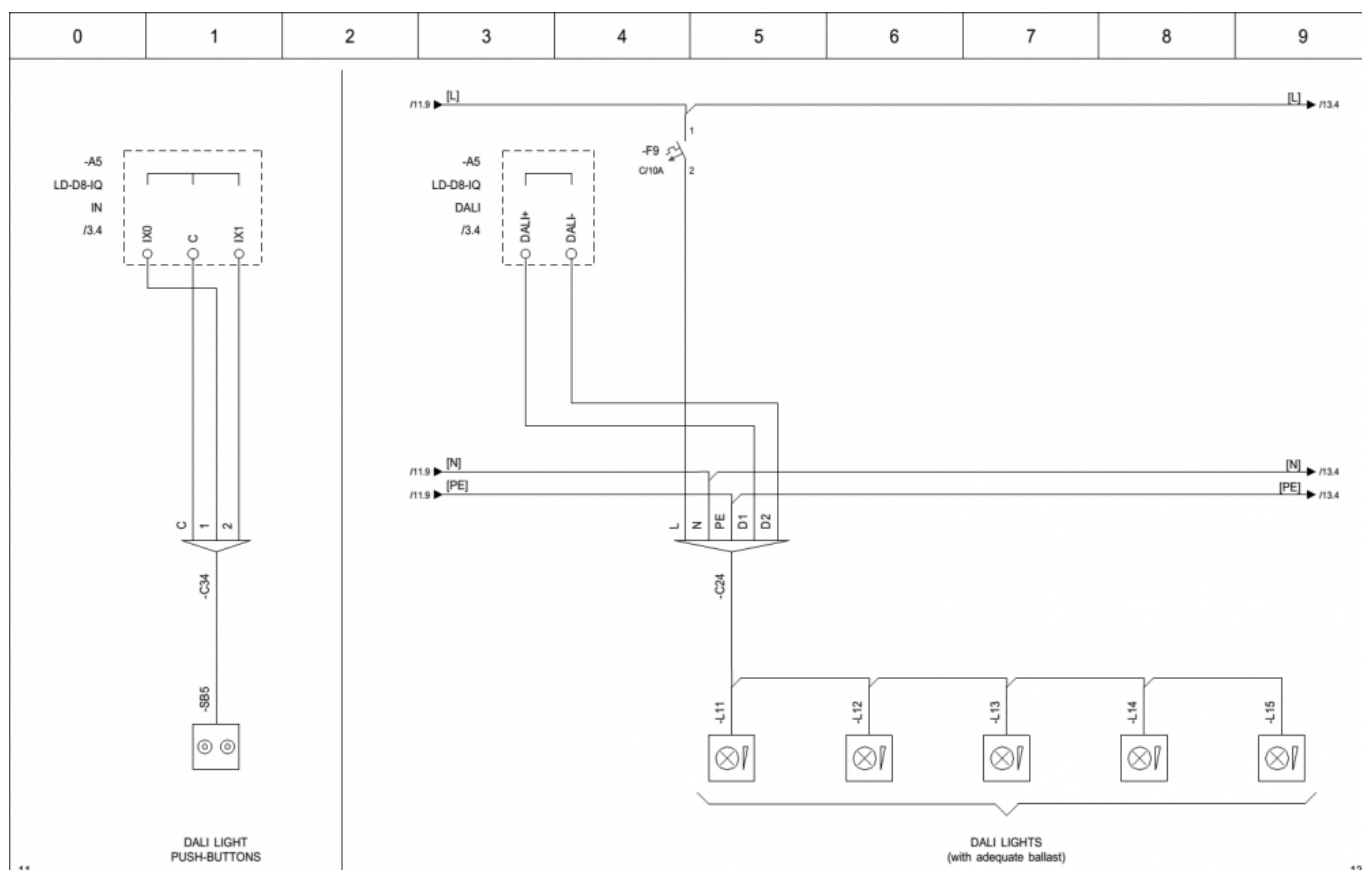 0 1 2 3 4 5 6 7 8 9
-A5
LD-D8-IQ
IN
/3.4
IX0
C
IX1
C
1
2
-C34
-SB5
DALI LIGHT
PUSH-BUTTONS
/11.9 [L]
[L] /13.4
1
-F9
C/10A
2
-A5
LD-D8-IQ
DALI
/3.4
DALI+
DALI-
/11.9 [N]
[N] /13.4
/11.9 [PE]
[PE] /13.4
L
N
PE
D1
D2
-C24
-L11
-L12
-L13
-L14
-L15
DALI LIGHTS
(with adequate ballast)